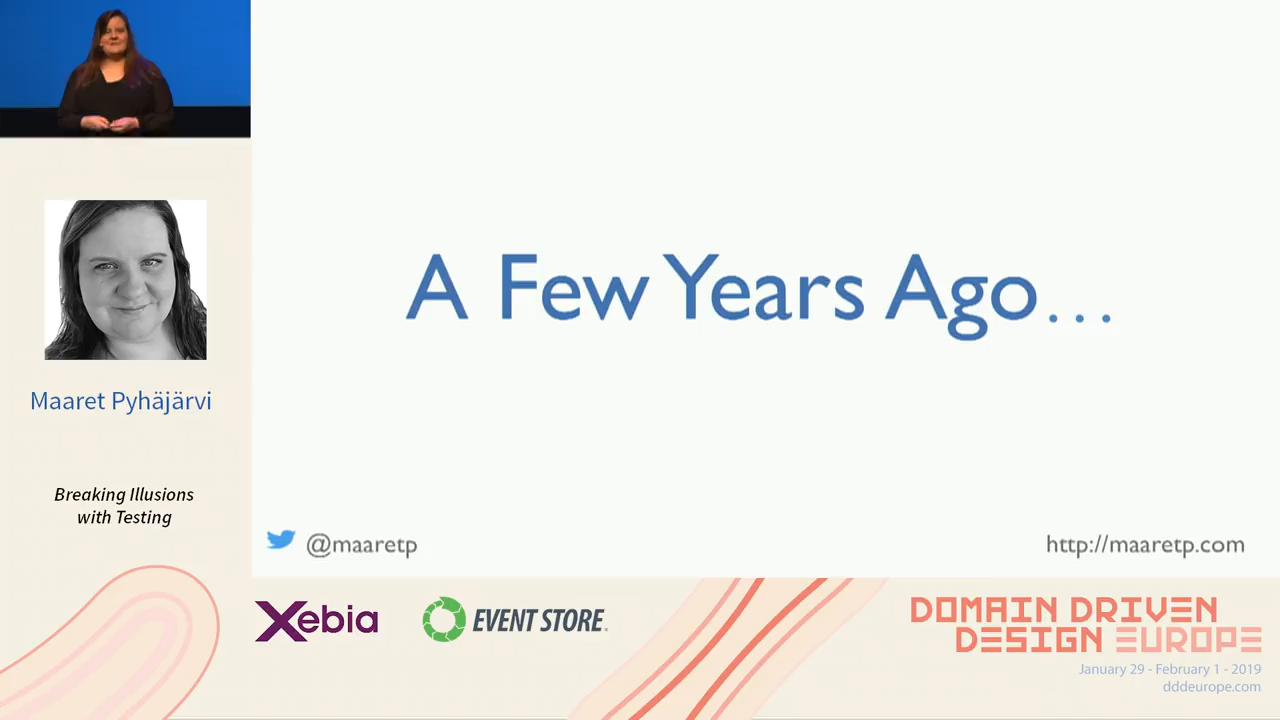 A Few Years Ago...
Maaret Pyhäjärvi
Breaking Illusions
with Testing
@maaretp
http://maaretp.com
Xebia
EVENT STORE
DOMAIN DRIVEN
DESIGN EUROPE
January 29 - February 1 - 2019
dddeurope.com